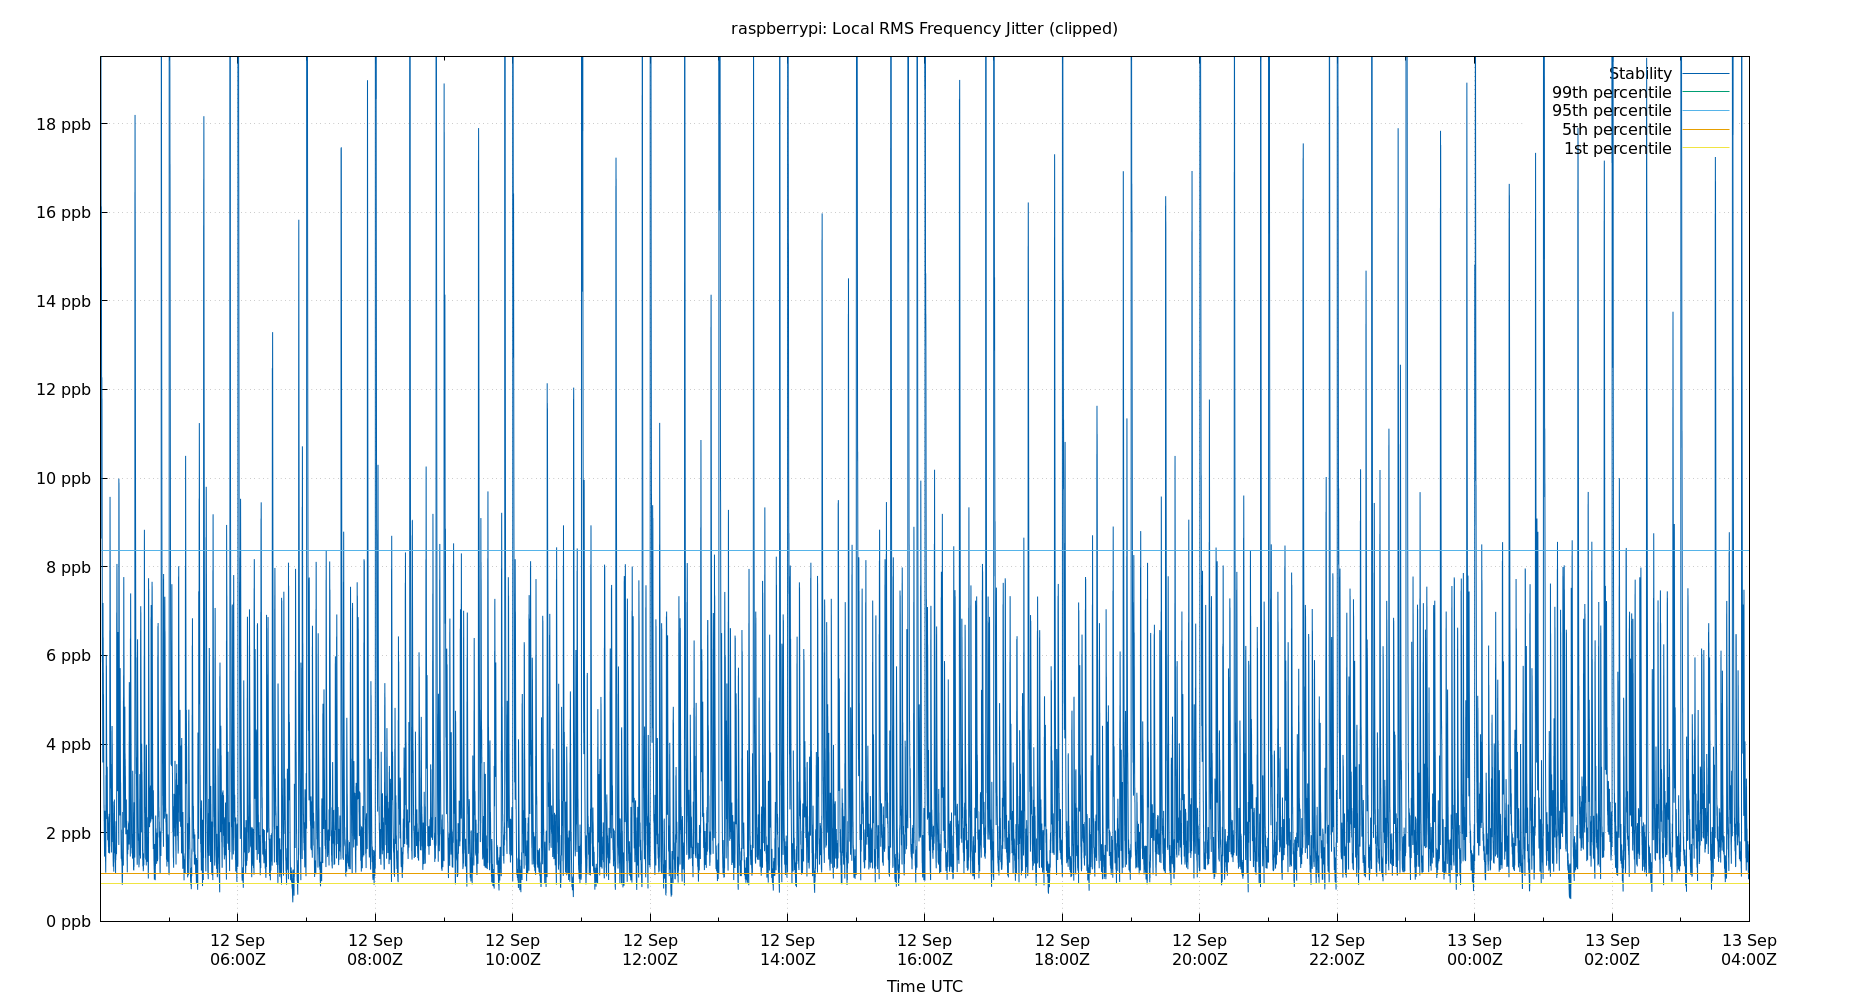 raspberrypi: Local RMS Frequency Jitter (clipped)
Stability
99th percentile
95th percentile
5th percentile
1st percentile
18 ppb
16 ppb
14 ppb
12 ppb
10 ppb
8 ppb
6 ppb
4 ppb
2 ppb
0 ppb
12 Sep 12 Sep 12 Sep 12 Sep 12 Sep 12 Sep 12 Sep 12 Sep 12 Sep 13 Sep 13 Sep 13 Sep
06:00Z 08:00Z 10:00Z 12:00Z 14:00Z 16:00Z 18:00Z 20:00Z 22:00Z 00:00Z 02:00Z 04:00Z
Time UTC